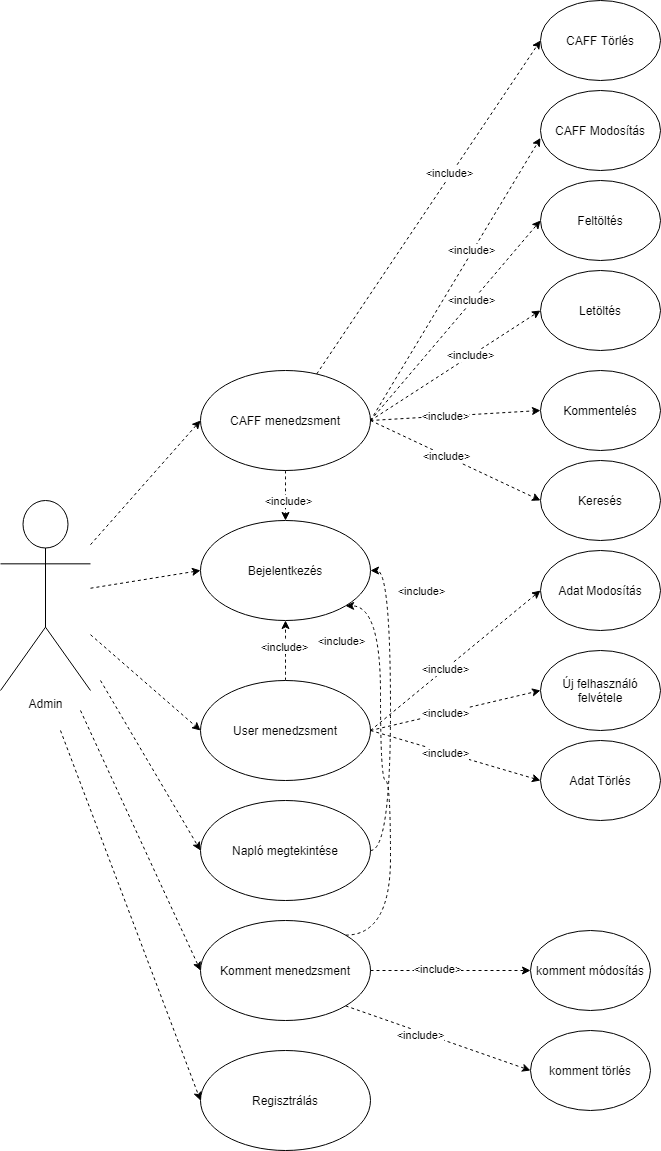 CAFF Törlés
CAFF Modosítás
<include>
Feltöltés
<include>
<include>
Letöltés
<include>
CAFF menedzsment
<include>
Kommentelés
<include>
Keresés
<include>
Bejelentkezés
<include>
Adat Modosítás
<include>
<include>
<include>
Admin
User menedzsment
Új felhasználó
felvétele
<include>
<include>
Adat Törlés
Napló megtekintése
Komment menedzsment
<include>
komment módosítás
<include>
komment törlés
Regisztrálás